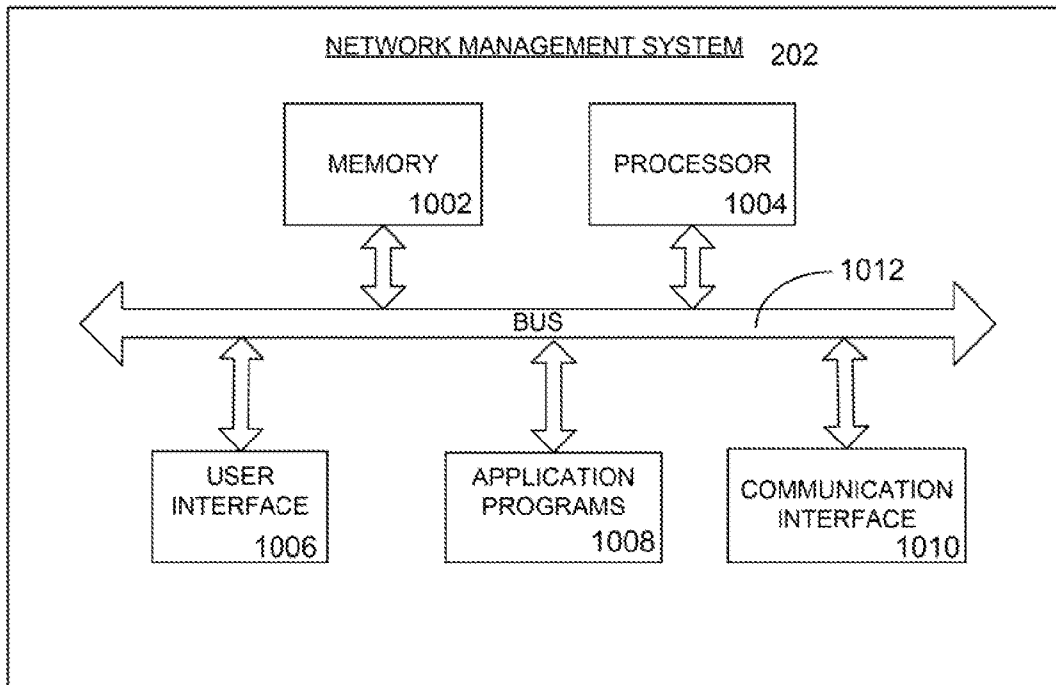 NETWORK MANAGEMENT SYSTEM 202
MEMORY
1002
PROCESSOR
1004
1012
BUS
USER
INTERFACE
1006
APPLICATION
PROGRAMS
1008
COMMUNICATION
INTERFACE
1010